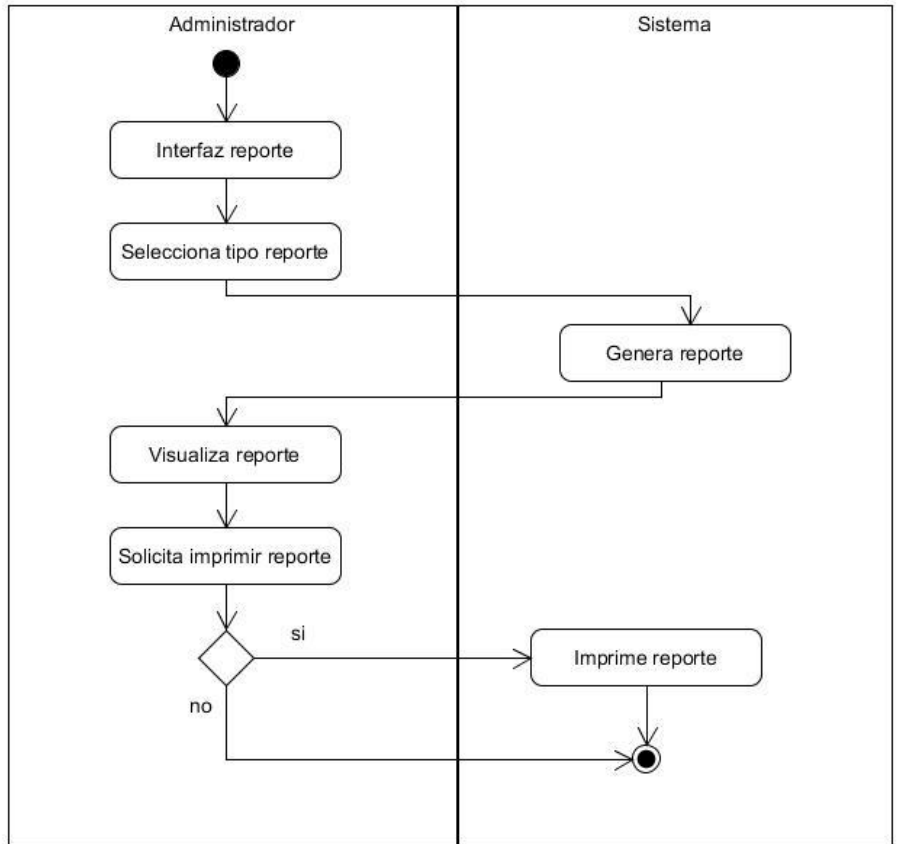 Administrador
Sistema
Interfaz reporte
Selecciona tipo reporte
Genera reporte
Visualiza reporte
Solicita imprimir reporte
si
Imprime reporte
no